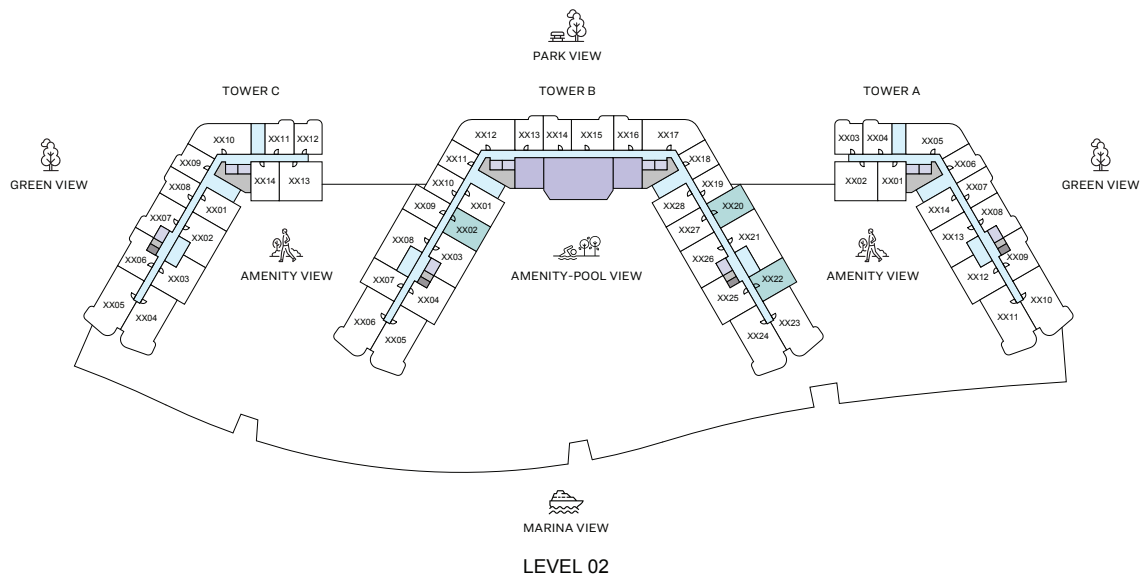 PARK VIEW
TOWER C
TOWER B
TOWER A
GREEN VIEW
XX10
XX11
XX12
XX09
XX08
XX07
XX06
XX05
XX04
XX03
XX02
XX01
XX14
XX13
AMENITY VIEW
XX12
XX13
XX14
XX15
XX16
XX17
XX11
XX10
XX09
XX08
XX07
XX06
XX05
XX04
XX03
XX02
XX01
XX18
XX19
XX20
XX21
XX22
XX23
XX24
XX25
XX26
XX27
XX28
AMENITY-POOL VIEW
AMENITY VIEW
XX03
XX04
XX05
XX02
XX01
XX06
XX07
XX08
XX09
XX10
XX11
XX12
XX13
XX14
GREEN VIEW
MARINA VIEW
LEVEL 02